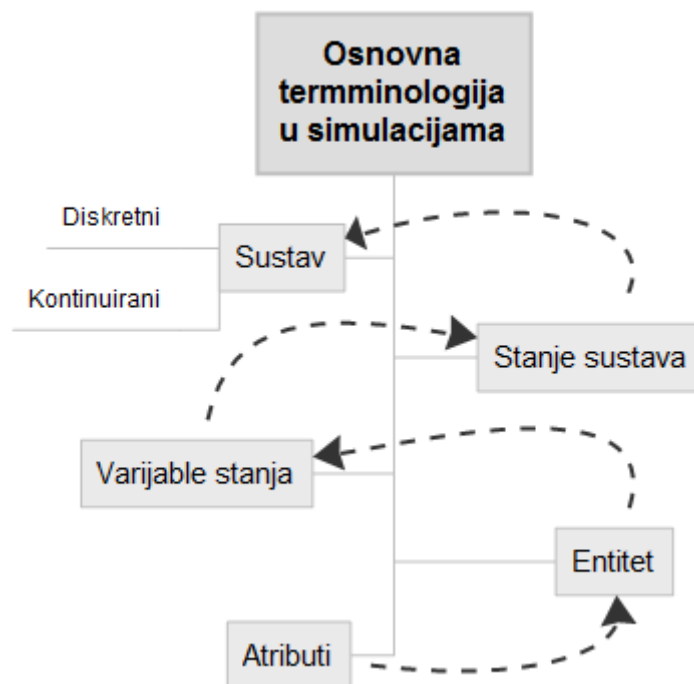 Osnovna
termminologija
u simulacijama
Diskretni
Sustav
Kontinuirani
Stanje sustava
Varijable stanja
Entitet
Atributi